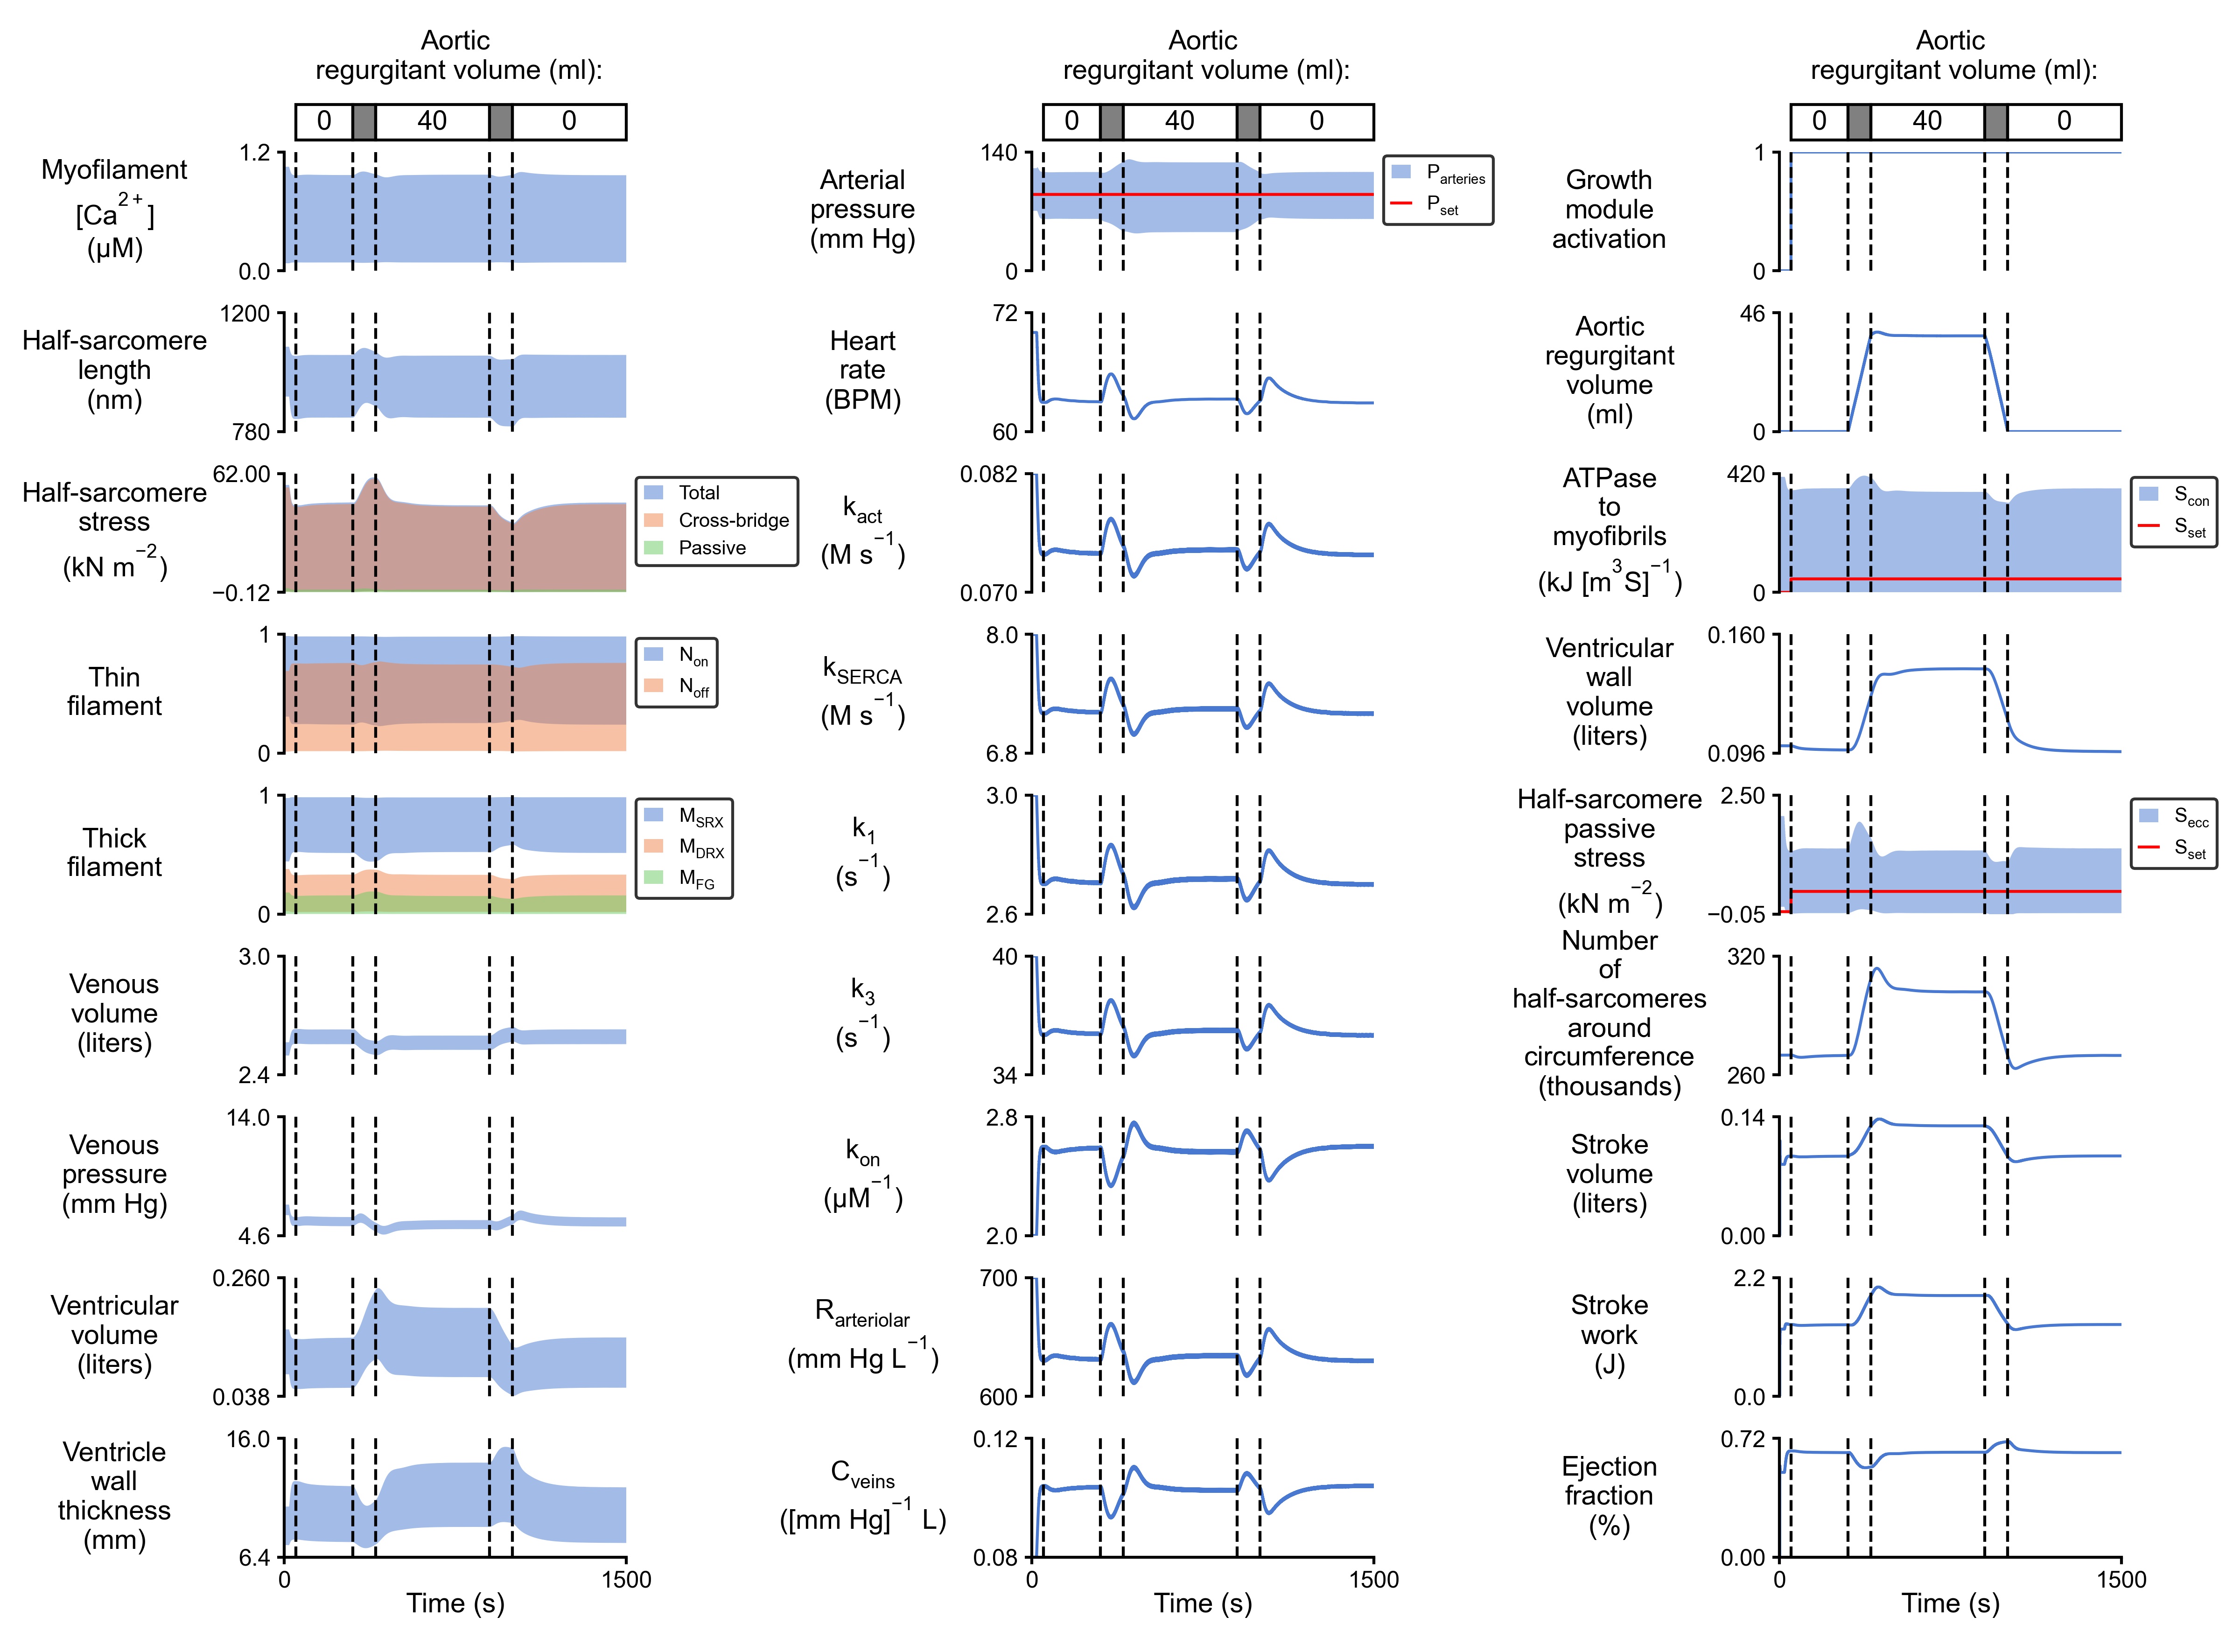 Aortic
regurgitant volume (ml):
0 40 0
Myofilament
[Ca2+]
(µM)
1.2
0.0
Half-sarcomere
length
(nm)
1200
780
Half-sarcomere
stress
(kN m−2)
62.00
−0.12
Total
Cross-bridge
Passive
Thin
filament
1
0
Non
Noff
Thick
filament
1
0
MSRX
MDRX
MFG
Venous
volume
(liters)
3.0
2.4
Venous
pressure
(mm Hg)
14.0
4.6
Ventricular
volume
(liters)
0.260
0.038
Ventricle
wall
thickness
(mm)
16.0
6.4
0 1500
Time (s)
Aortic
regurgitant volume (ml):
0 40 0
Arterial
pressure
(mm Hg)
140
0
Parteries
Pset
Heart
rate
(BPM)
72
60
kact
(M s−1)
0.082
0.070
kSERCA
(M s−1)
8.0
6.8
k1
(s−1)
3.0
2.6
k3
(s−1)
40
34
kon
(µM−1)
2.8
2.0
Rarteriolar
(mm Hg L−1)
700
600
Cveins
([mm Hg]−1 L)
0.12
0.08
0 1500
Time (s)
Aortic
regurgitant volume (ml):
0 40 0
Growth
module
activation
1
0
Aortic
regurgitant
volume
(ml)
46
0
ATPase
to
myofibrils
(kJ [m3S]−1)
420
0
Scon
Sset
Ventricular
wall
volume
(liters)
0.160
0.096
Half-sarcomere
passive
stress
(kN m−2)
2.50
−0.05
Secc
Sset
Number
of
half-sarcomeres
around
circumference
(thousands)
320
260
Stroke
volume
(liters)
0.14
0.00
Stroke
work
(J)
2.2
0.0
Ejection
fraction
(%)
0.72
0.00
0 1500
Time (s)